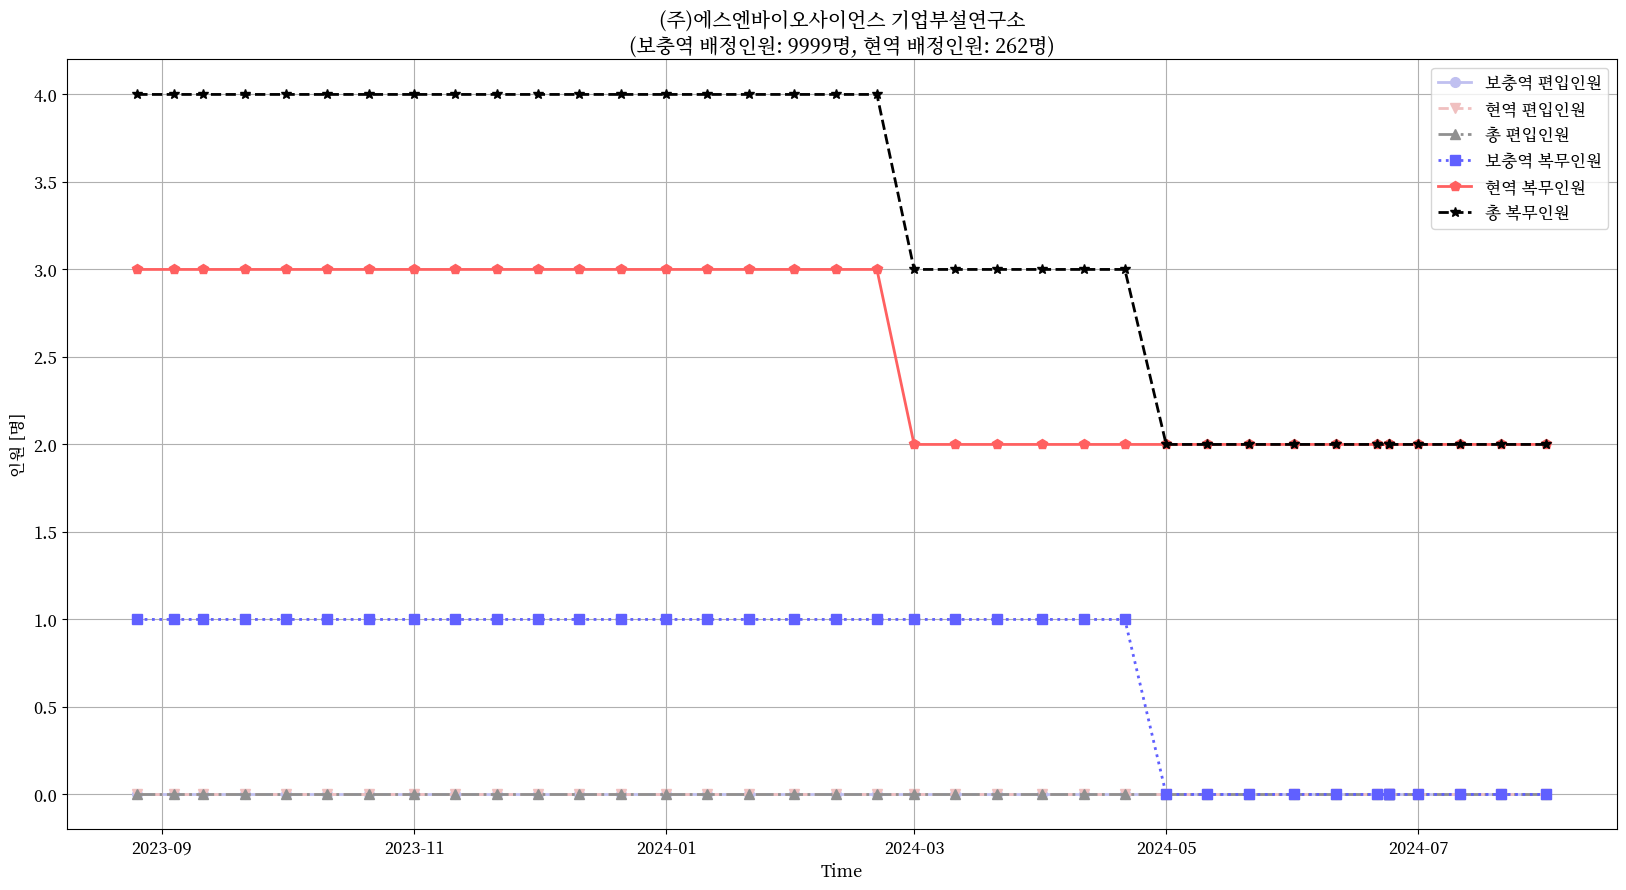 (주)에스엔바이오사이언스 기업부설연구소
(보충역 배정인원: 9999명, 현역 배정인원: 262명)
보충역 편입인원
현역 편입인원
총 편입인원
보충역 복무인원
현역 복무인원
총 복무인원
4.0
3.5
3.0
2.5
2.0
1.5
1.0
0.5
0.0
인원 [명]
2023-09
2023-11
2024-01
2024-03
2024-05
2024-07
Time